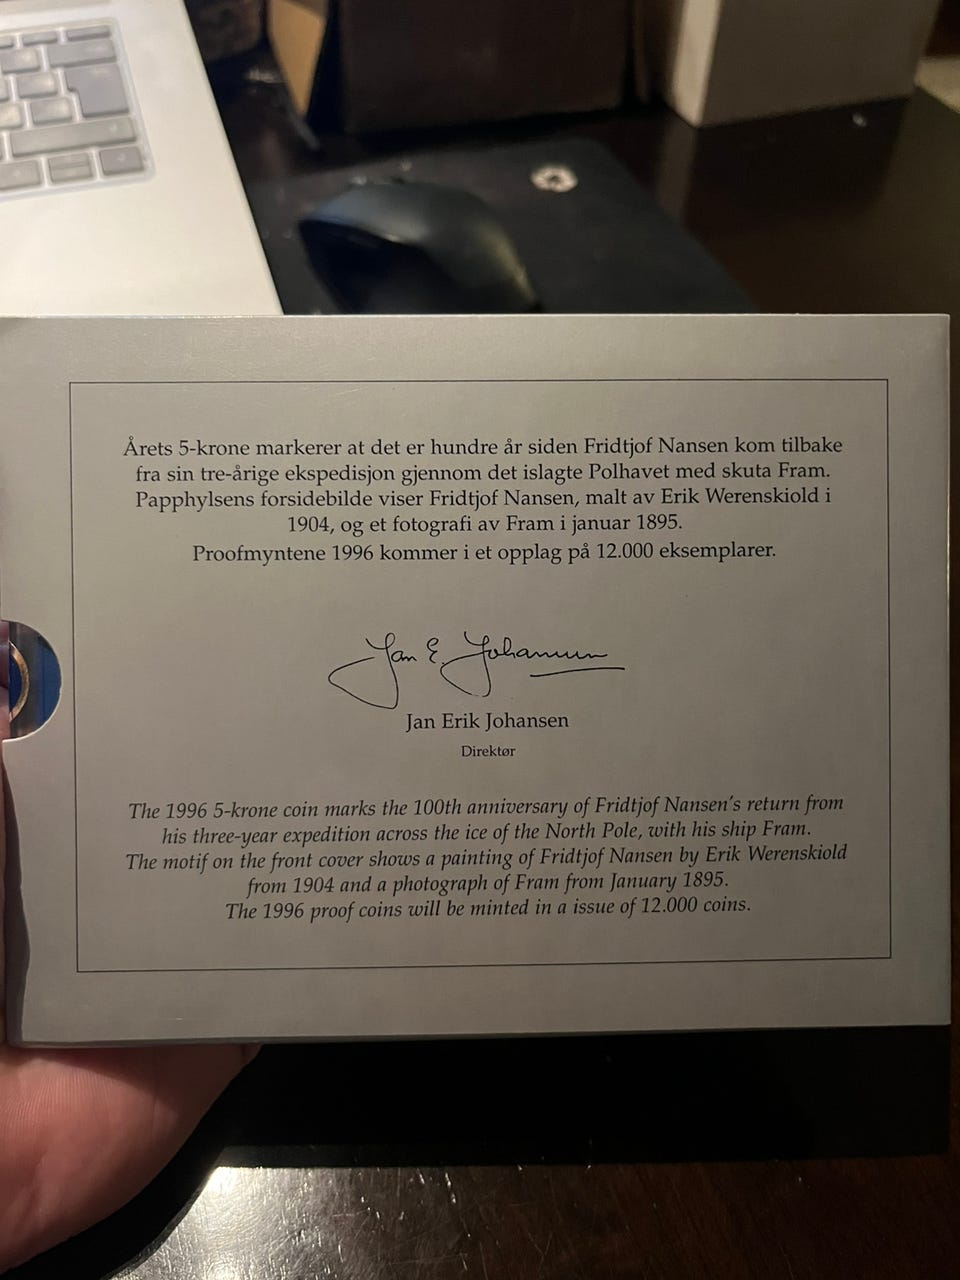 Årets 5-krone markerer at det er hundre år siden Fridtjof Nansen kom tilbake
fra sin tre-årige ekspedisjon gjennom det islagte Polhavet med skuta Fram.
Papphylsens forsidebilde viser Fridtjof Nansen, malt av Erik Werenskiold i
1904, og et fotografi av Fram i januar 1895.
Proofmyntene 1996 kommer i et opplag på 12.000 eksemplarer.
Jan E. Johansen
Jan Erik Johansen
Direktør
The 1996 5-krone coin marks the 100th anniversary of Fridtjof Nansen's return from
his three-year expedition across the ice of the North Pole, with his ship Fram.
The motif on the front cover shows a painting of Fridtjof Nansen by Erik Werenskiold
from 1904 and a photograph of Fram from January 1895.
The 1996 proof coins will be minted in a issue of 12.000 coins.